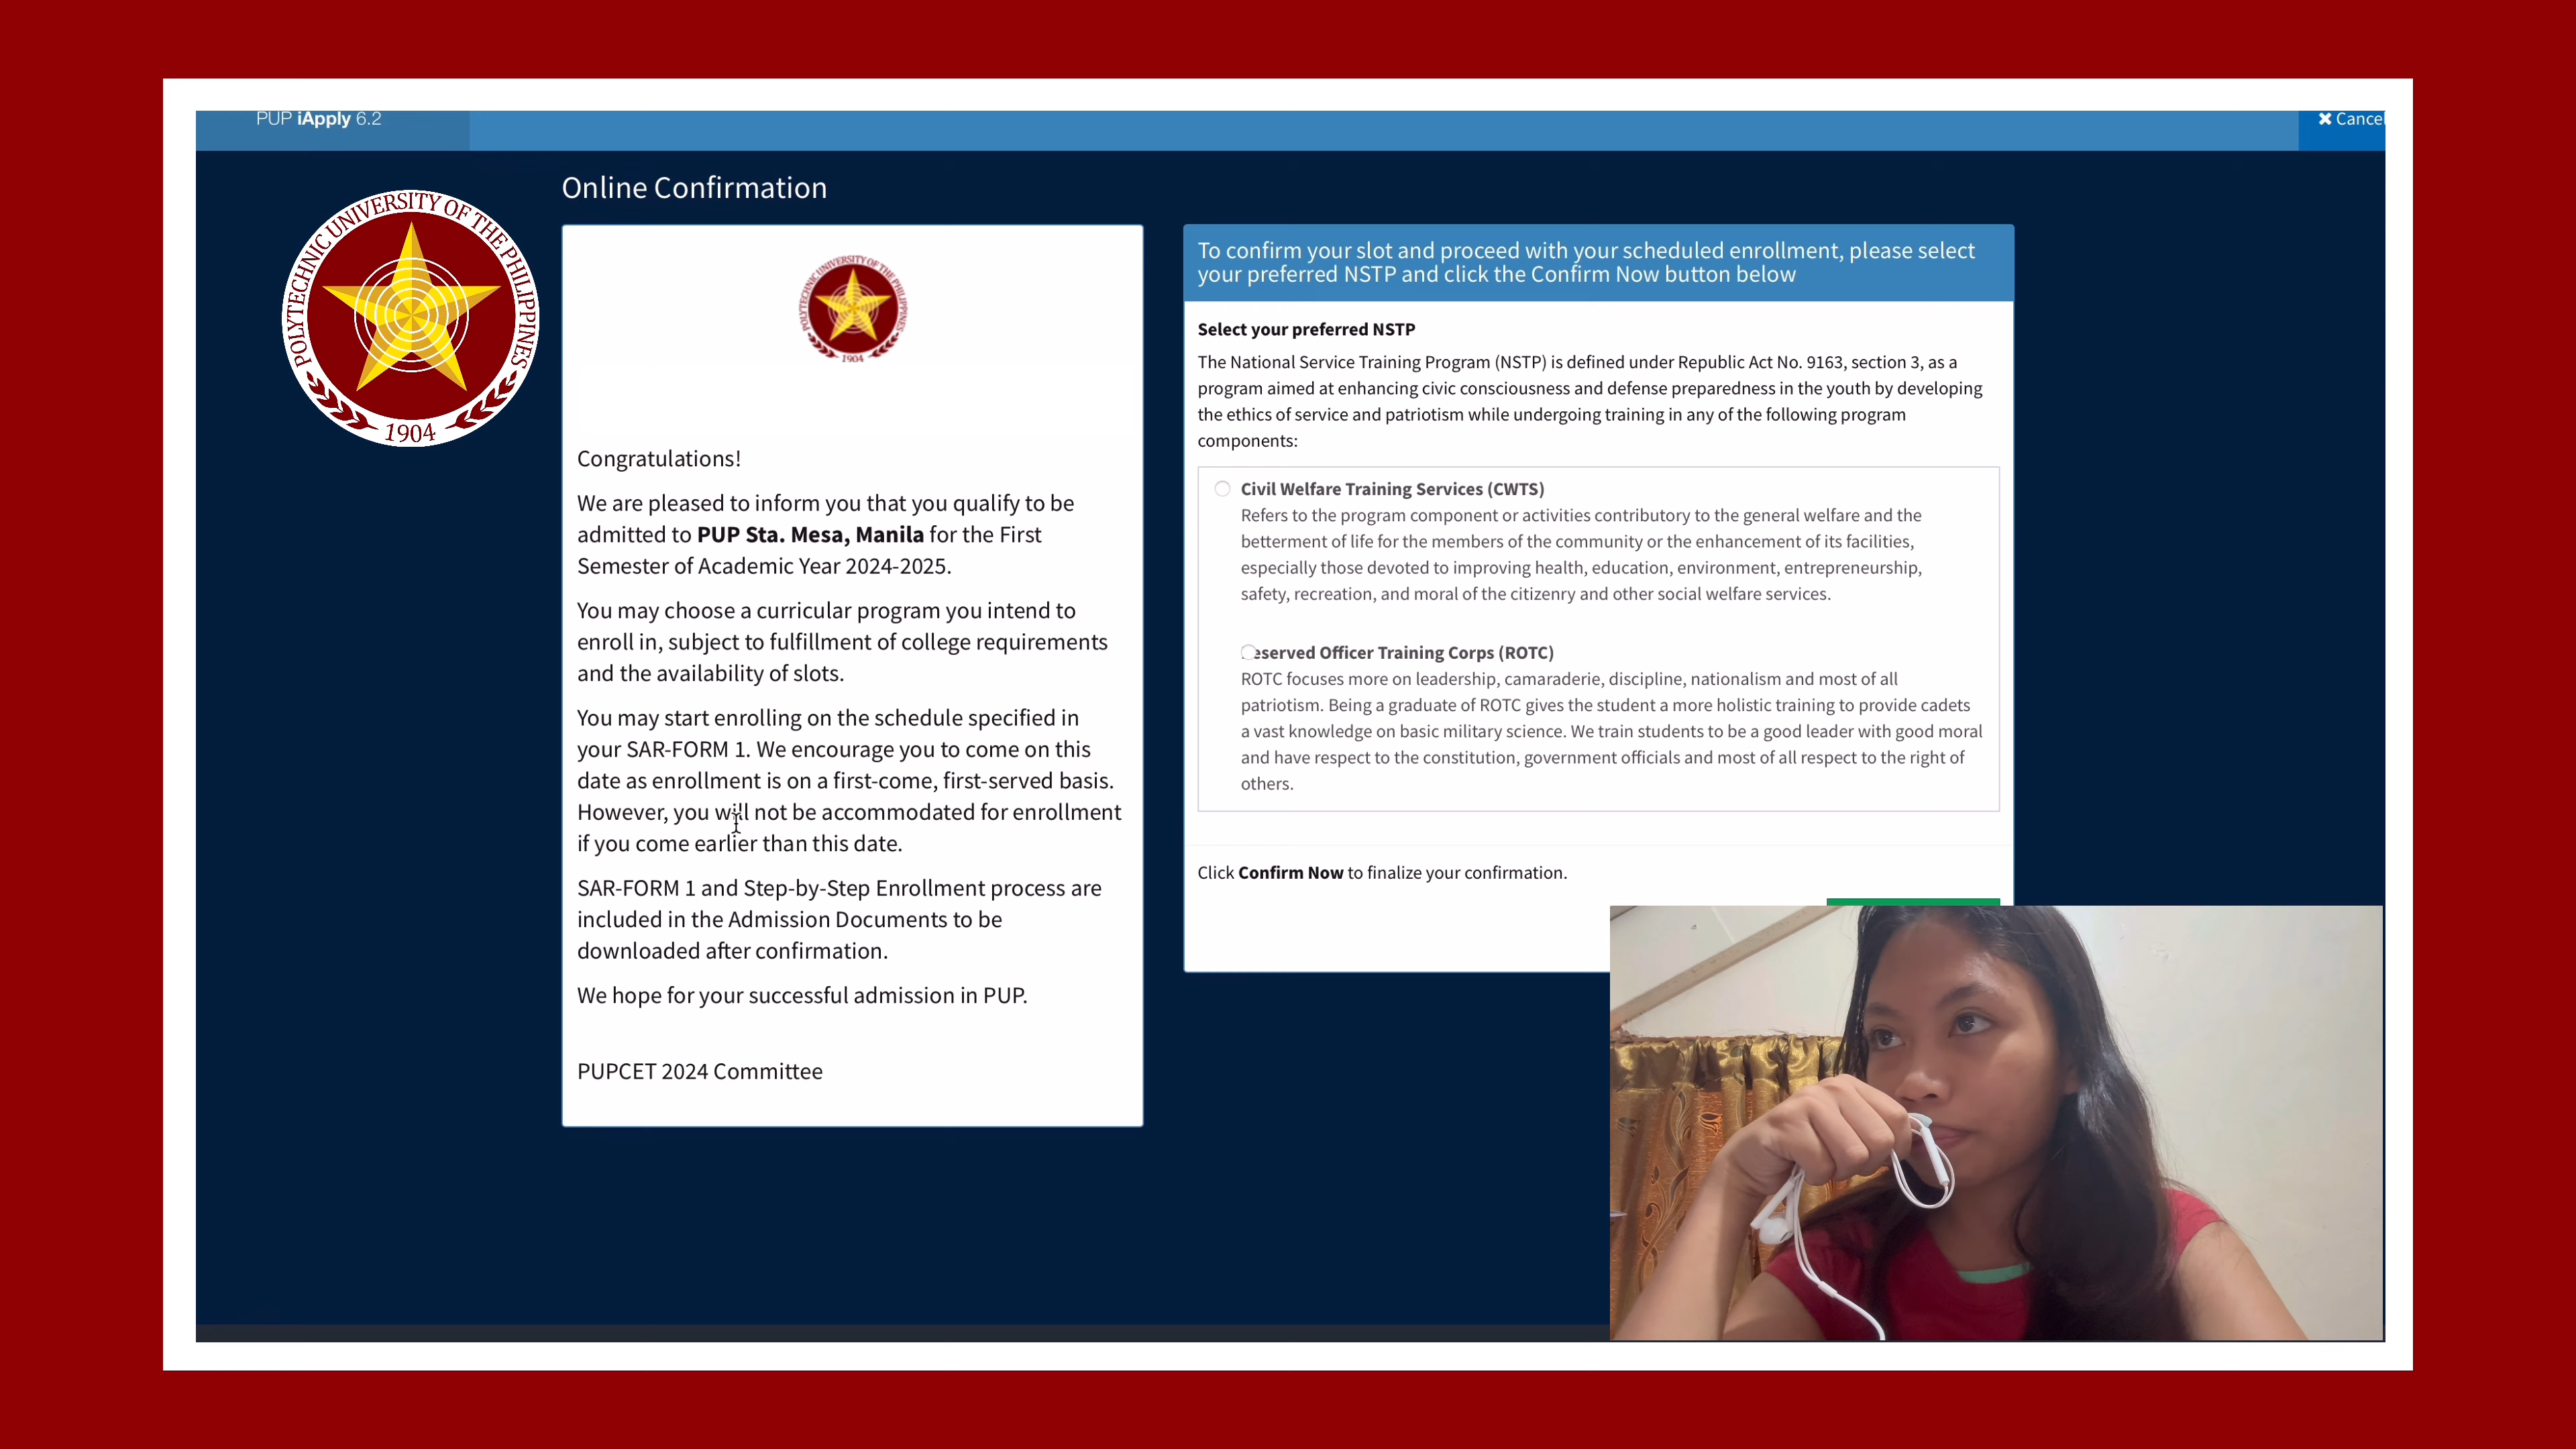 PUP iApply 6.2
Cancel
Online Confirmation
POLYTECHNIC UNIVERSITY OF THE PHILIPPINES
1904
POLYTECHNIC UNIVERSITY OF THE PHILIPPINES
1904
Congratulations!
We are pleased to inform you that you qualify to be
admitted to PUP Sta. Mesa, Manila for the First
Semester of Academic Year 2024-2025.
You may choose a curricular program you intend to
enroll in, subject to fulfillment of college requirements
and the availability of slots.
You may start enrolling on the schedule specified in
your SAR-FORM 1. We encourage you to come on this
date as enrollment is on a first-come, first-served basis.
However, you will not be accommodated for enrollment
if you come earlier than this date.
SAR-FORM 1 and Step-by-Step Enrollment process are
included in the Admission Documents to be
downloaded after confirmation.
We hope for your successful admission in PUP.
PUPCET 2024 Committee
To confirm your slot and proceed with your scheduled enrollment, please select
your preferred NSTP and click the Confirm Now button below
Select your preferred NSTP
The National Service Training Program (NSTP) is defined under Republic Act No. 9163, section 3, as a
program aimed at enhancing civic consciousness and defense preparedness in the youth by developing
the ethics of service and patriotism while undergoing training in any of the following program
components:
Civil Welfare Training Services (CWTS)
Refers to the program component or activities contributory to the general welfare and the
betterment of life for the members of the community or the enhancement of its facilities,
especially those devoted to improving health, education, environment, entrepreneurship,
safety, recreation, and moral of the citizenry and other social welfare services.
Reserved Officer Training Corps (ROTC)
ROTC focuses more on leadership, camaraderie, discipline, nationalism and most of all
patriotism. Being a graduate of ROTC gives the student a more holistic training to provide cadets
a vast knowledge on basic military science. We train students to be a good leader with good moral
and have respect to the constitution, government officials and most of all respect to the right of
others.
Click Confirm Now to finalize your confirmation.